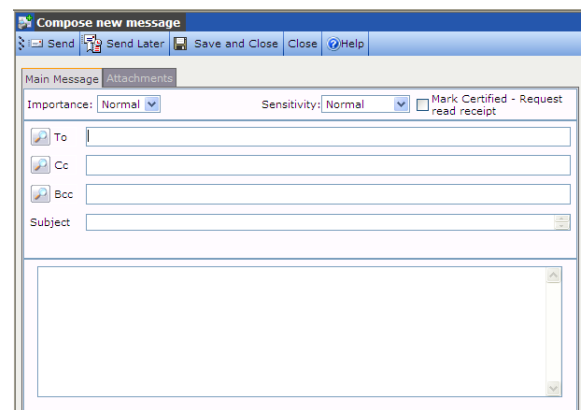 Compose new message
Send Send Later Save and Close Close Help
Main Message Attachments
Importance: Normal Sensitivity: Normal Mark Certified - Request
read receipt
To
Cc
Bcc
Subject